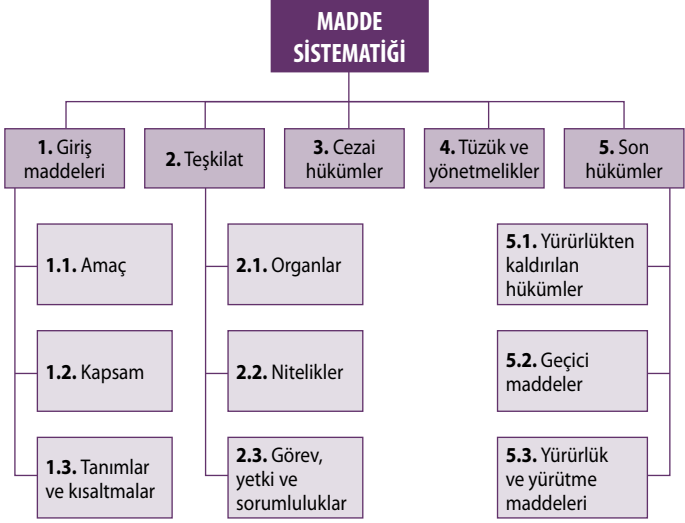 MADDE
SİSTEMATİĞİ
1. Giriş
maddeleri
2. Teşkilat
3. Cezai
hükümler
4. Tüzük ve
yönetmelikler
5. Son
hükümler
1.1. Amaç
1.2. Kapsam
1.3. Tanımlar
ve kısaltmalar
2.1. Organlar
2.2. Nitelikler
2.3. Görev,
yetki ve
sorumluluklar
5.1. Yürürlükten
kaldırılan
hükümler
5.2. Geçici
maddeler
5.3. Yürürlük
ve yürütme
maddeleri